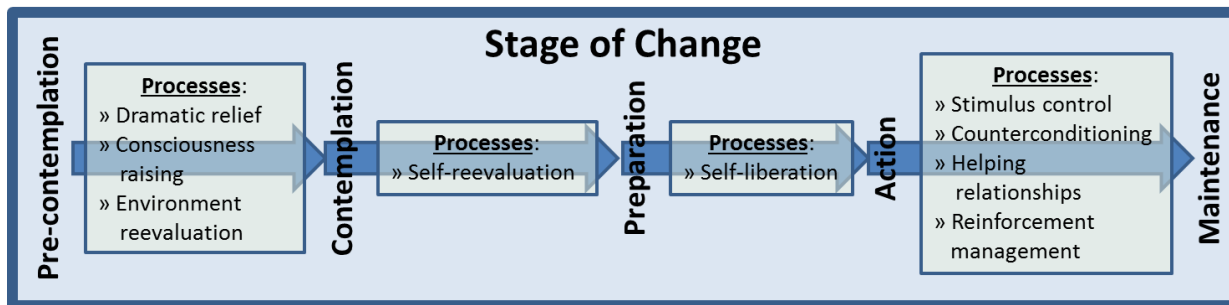 Stage of Change
Pre-contemplation
Processes:
» Dramatic relief
» Consciousness
raising
» Environment
reevaluation
Contemplation
Processes:
» Self-reevaluation
Preparation
Processes:
» Self-liberation
Action
Processes:
» Stimulus control
» Counterconditioning
» Helping
relationships
» Reinforcement
management
Maintenance